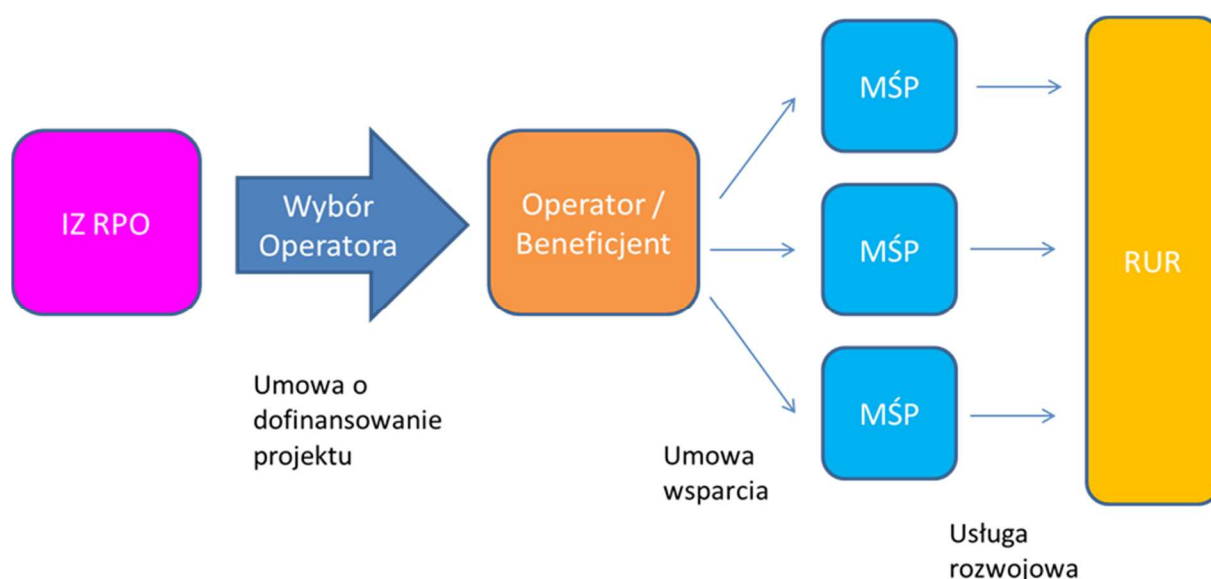 IZ RPO
Wybór
Operatora
Umowa o
dofinansowanie
projektu
Operator /
Beneficjent
Umowa
wsparcia
MŚP
MŚP
MŚP
Usługa
rozwojowa
RUR